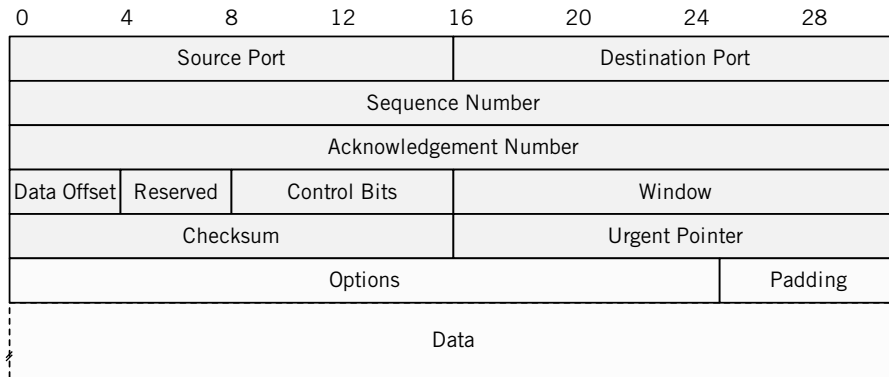 0 4 8 12 16 20 24 28
Source Port Destination Port
Sequence Number
Acknowledgement Number
Data Offset Reserved Control Bits Window
Checksum Urgent Pointer
Options Padding
Data